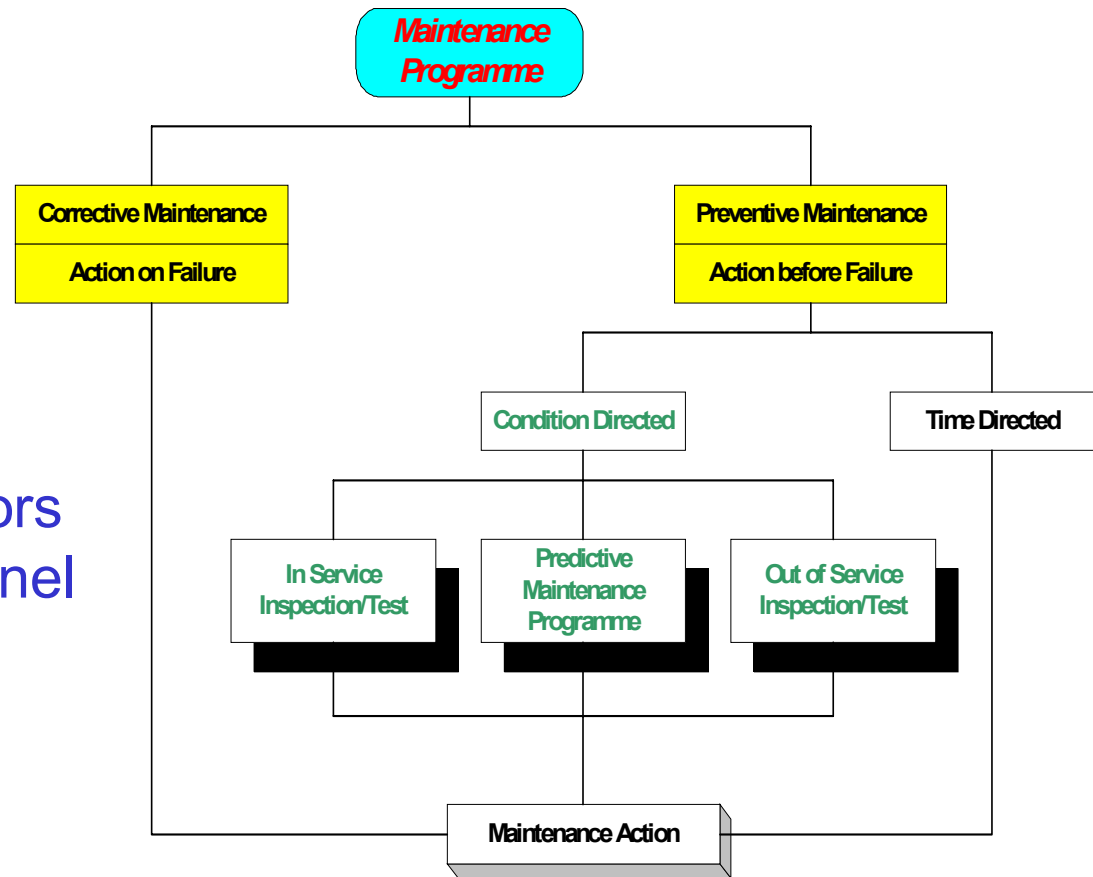 Maintenance
Programme
Corrective Maintenance
Action on Failure
Preventive Maintenance
Action before Failure
Condition Directed
Time Directed
ors
nel
In Service
Inspection/Test
Predictive
Maintenance
Programme
Out of Service
Inspection/Test
Maintenance Action